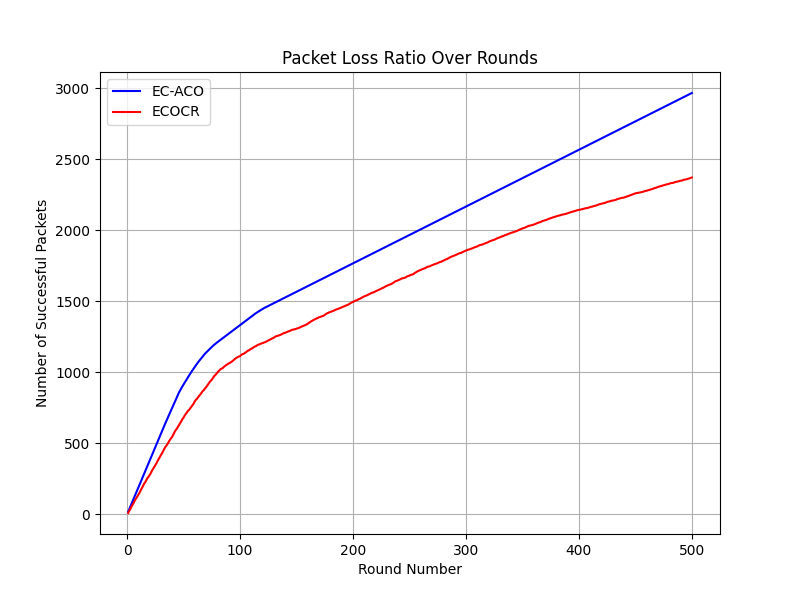 Packet Loss Ratio Over Rounds
EC-ACO
ECOCR
Number of Successful Packets
3000
2500
2000
1500
1000
500
0
0 100 200 300 400 500
Round Number